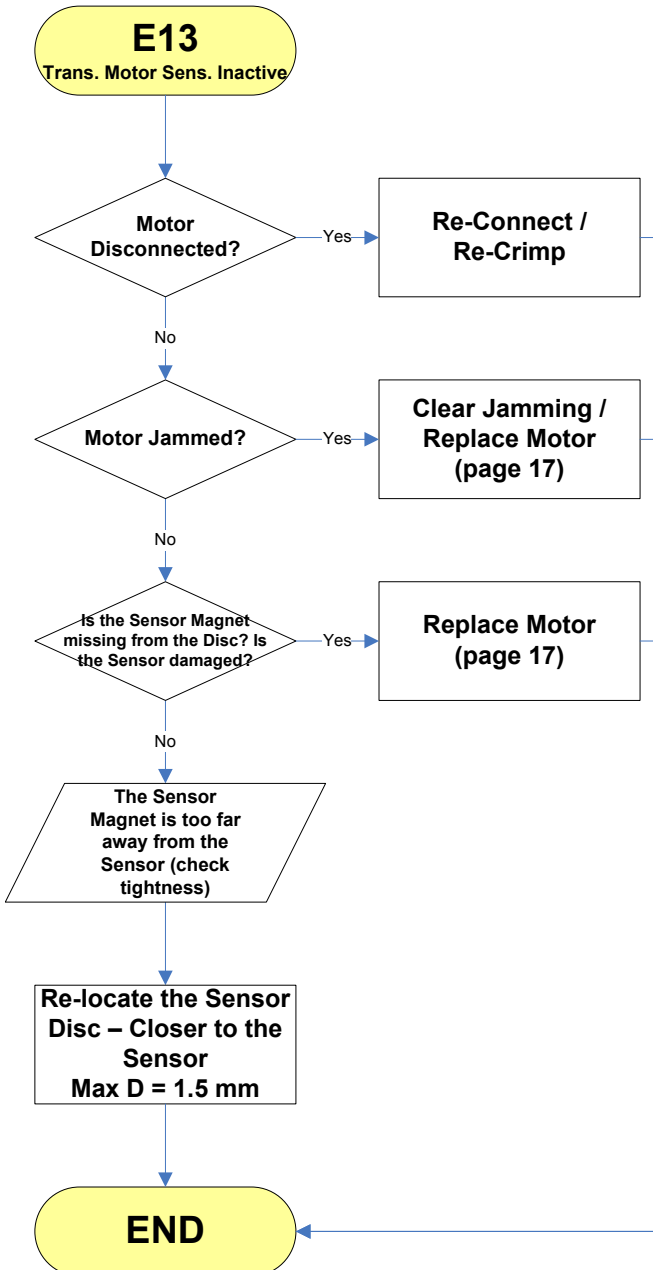 E13
Trans. Motor Sens. Inactive
Motor
Disconnected?
Yes
Re-Connect /
Re-Crimp
No
Motor Jammed?
Yes
Clear Jamming /
Replace Motor
(page 17)
No
Is the Sensor Magnet
missing from the Disc? Is
the Sensor damaged?
Yes
Replace Motor
(page 17)
No
The Sensor
Magnet is too far
away from the
Sensor (check
tightness)
Re-locate the Sensor
Disc – Closer to the
Sensor
Max D = 1.5 mm
END